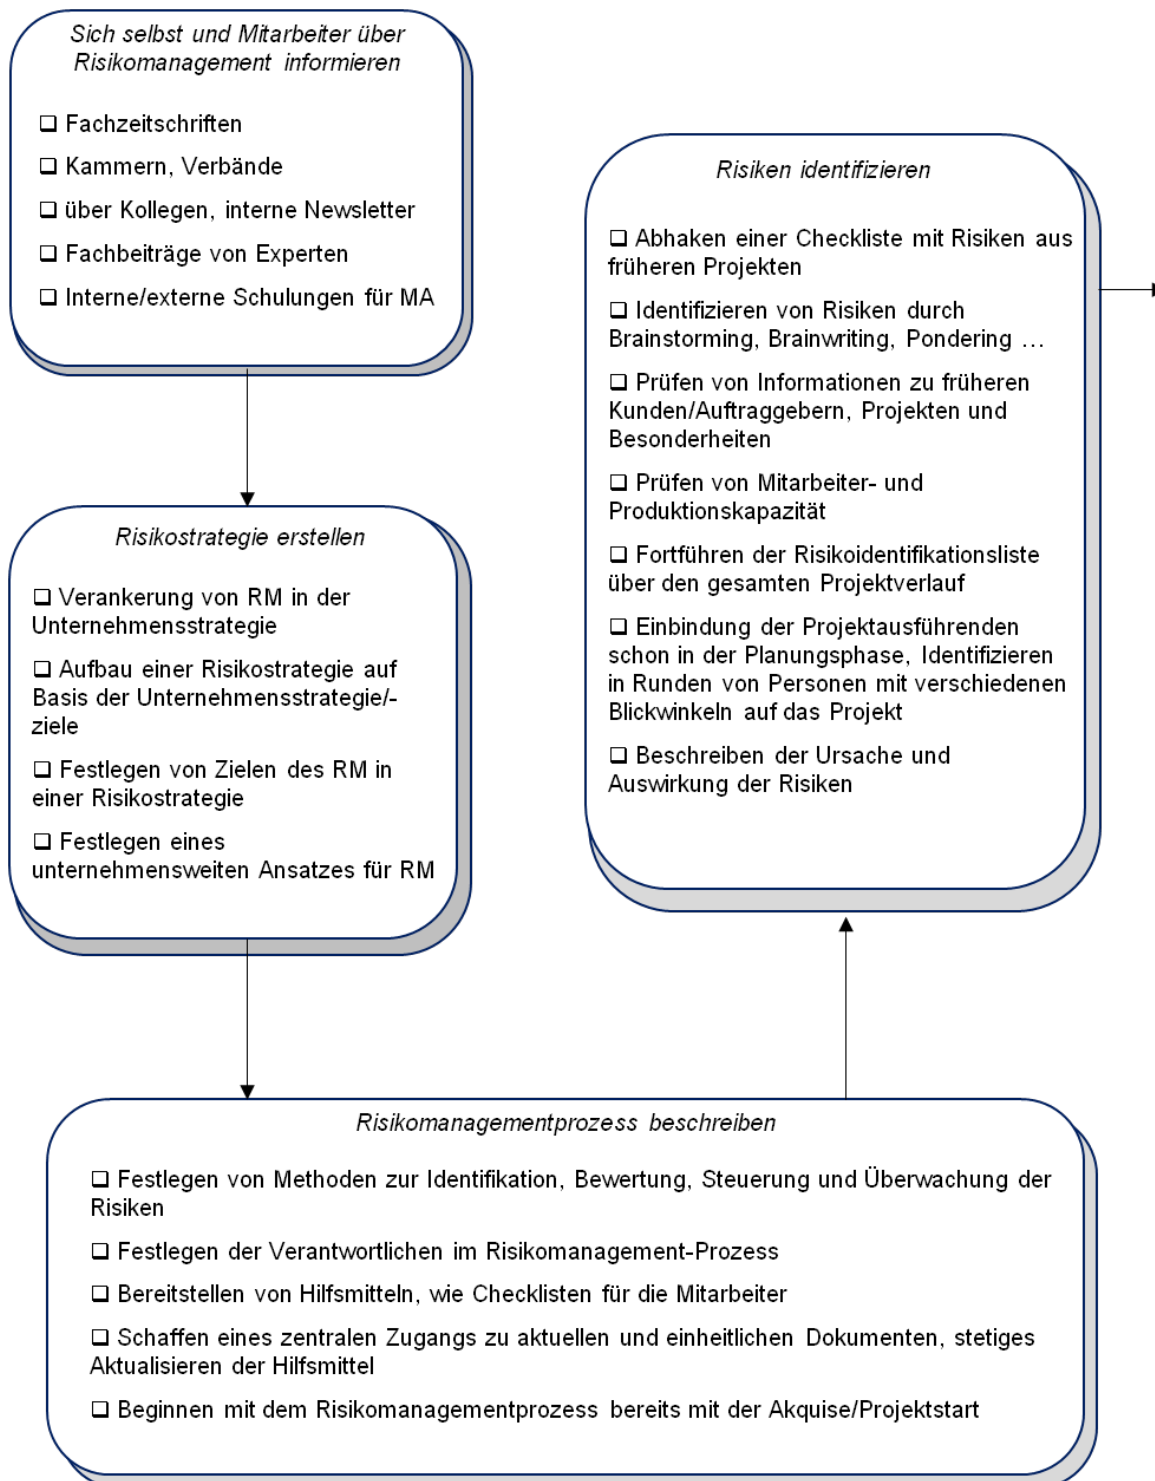 Sich selbst und Mitarbeiter über
Risikomanagement informieren
❑ Fachzeitschriften
❑ Kammern, Verbände
❑ über Kollegen, interne Newsletter
❑ Fachbeiträge von Experten
❑ Interne/externe Schulungen für MA
Risikostrategie erstellen
❑ Verankerung von RM in der
Unternehmensstrategie
❑ Aufbau einer Risikostrategie auf
Basis der Unternehmensstrategie/-
ziele
❑ Festlegen von Zielen des RM in
einer Risikostrategie
❑ Festlegen eines
unternehmensweiten Ansatzes für RM
Risikomanagementprozess beschreiben
❑ Festlegen von Methoden zur Identifikation, Bewertung, Steuerung und Überwachung der
Risiken
❑ Festlegen der Verantwortlichen im Risikomanagement-Prozess
❑ Bereitstellen von Hilfsmitteln, wie Checklisten für die Mitarbeiter
❑ Schaffen eines zentralen Zugangs zu aktuellen und einheitlichen Dokumenten, stetiges
Aktualisieren der Hilfsmittel
❑ Beginnen mit dem Risikomanagementprozess bereits mit der Akquise/Projektstart
Risiken identifizieren
❑ Abhaken einer Checkliste mit Risiken aus
früheren Projekten
❑ Identifizieren von Risiken durch
Brainstorming, Brainwriting, Pondering …
❑ Prüfen von Informationen zu früheren
Kunden/Auftraggebern, Projekten und
Besonderheiten
❑ Prüfen von Mitarbeiter- und
Produktionskapazität
❑ Fortführen der Risikoidentifikationsliste
über den gesamten Projektverlauf
❑ Einbindung der Projektausführenden
schon in der Planungsphase, Identifizieren
in Runden von Personen mit verschiedenen
Blickwinkeln auf das Projekt
❑ Beschreiben der Ursache und
Auswirkung der Risiken